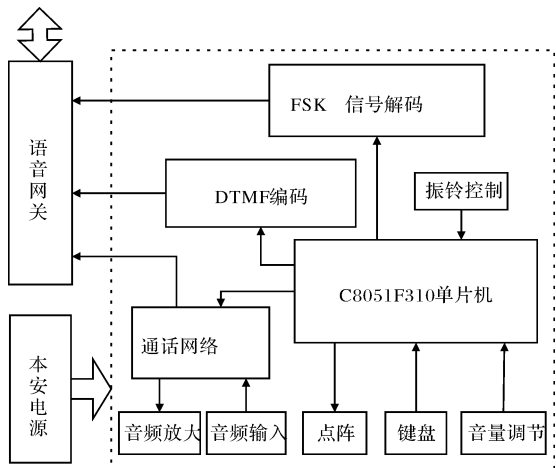 语音网关
FSK 信号解码
DTMF编码
振铃控制
C8051F310单片机
通话网络
本安电源
音频放大
音频输入
点阵
键盘
音量调节